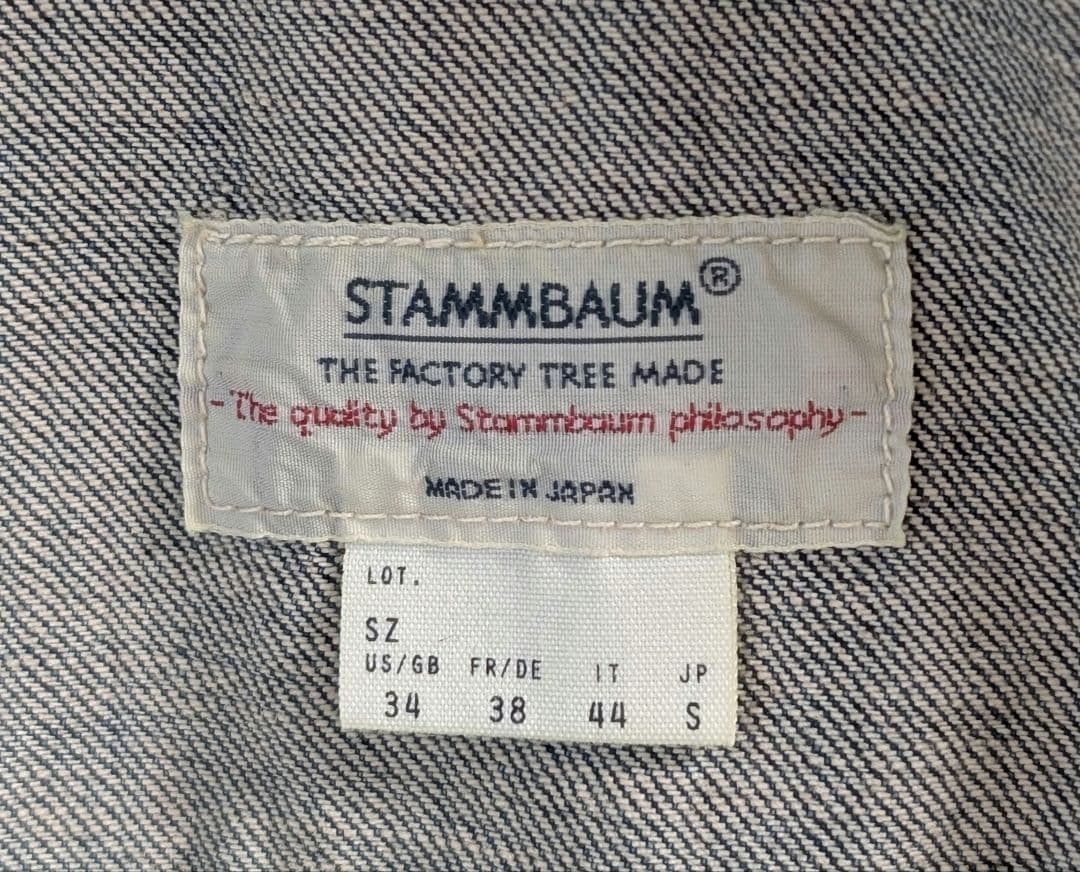 STAMMBAUM®
THE FACTORY TREE MADE
-The quality by Stammbaum philosophy-
MADE IN JAPAN
LOT.
SZ
US/GB FR/DE IT JP
34 38 44 S